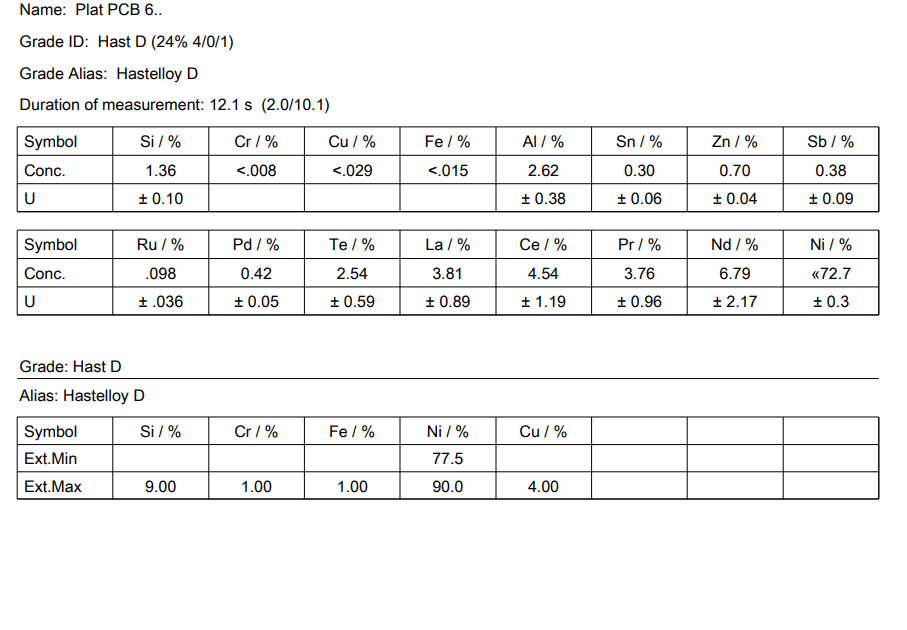 Name: Plat PCB 6..
Grade ID: Hast D (24% 4/0/1)
Grade Alias: Hastelloy D
Duration of measurement: 12.1 s (2.0/10.1)
Symbol Si / % Cr / % Cu / % Fe / % Al / % Sn / % Zn / % Sb / %
Conc. 1.36 <.008 <.029 <.015 2.62 0.30 0.70 0.38
U ± 0.10 ± 0.38 ± 0.06 ± 0.04 ± 0.09
Symbol Ru / % Pd / % Te / % La / % Ce / % Pr / % Nd / % Ni / %
Conc. .098 0.42 2.54 3.81 4.54 3.76 6.79 «72.7
U ± .036 ± 0.05 ± 0.59 ± 0.89 ± 1.19 ± 0.96 ± 2.17 ± 0.3
Grade: Hast D
Alias: Hastelloy D
Symbol Si / % Cr / % Fe / % Ni / % Cu / %
Ext.Min 77.5
Ext.Max 9.00 1.00 1.00 90.0 4.00